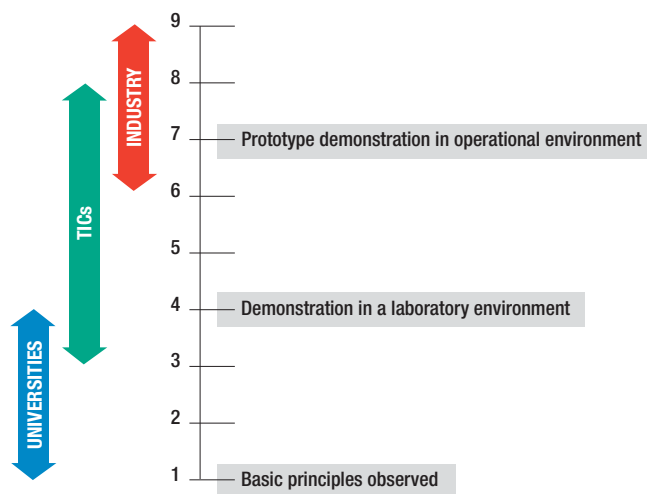 9
8
INDUSTRY
7 Prototype demonstration in operational environment
TICs
6
5
4 Demonstration in a laboratory environment
3
UNIVERSITIES
2
1 Basic principles observed